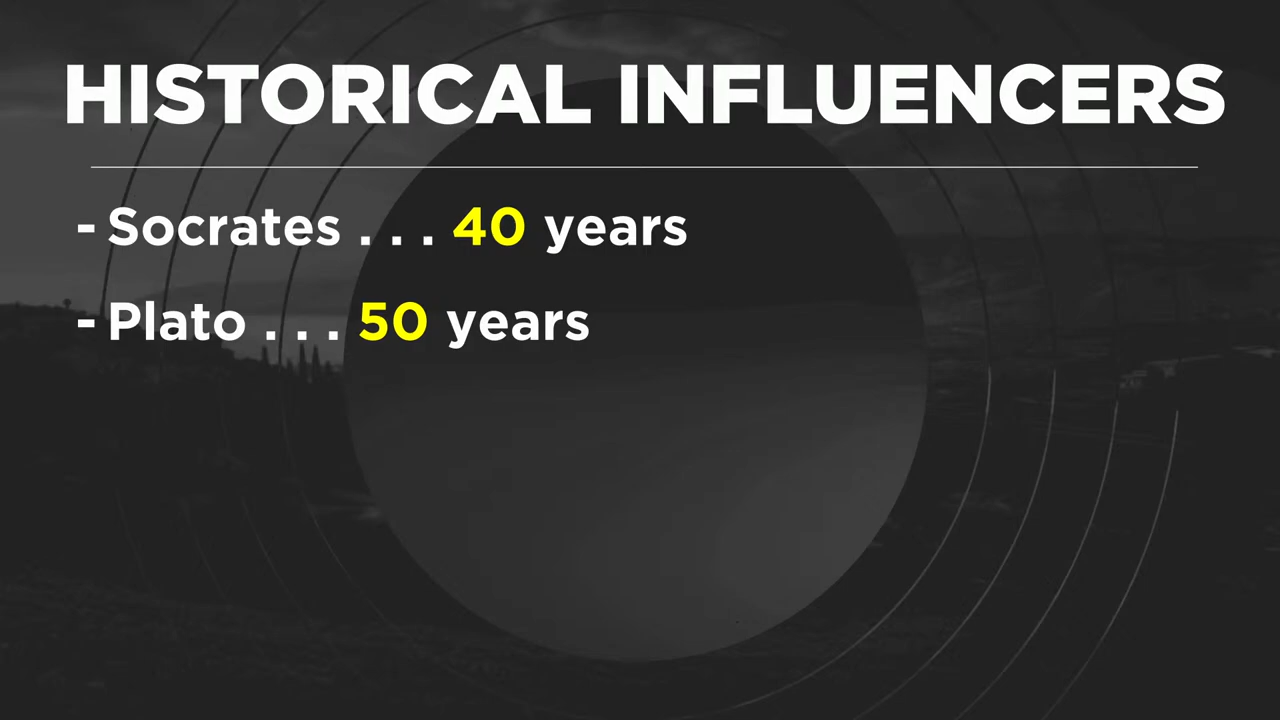 HISTORICAL INFLUENCERS
- Socrates . . . 40 years
- Plato . . . 50 years